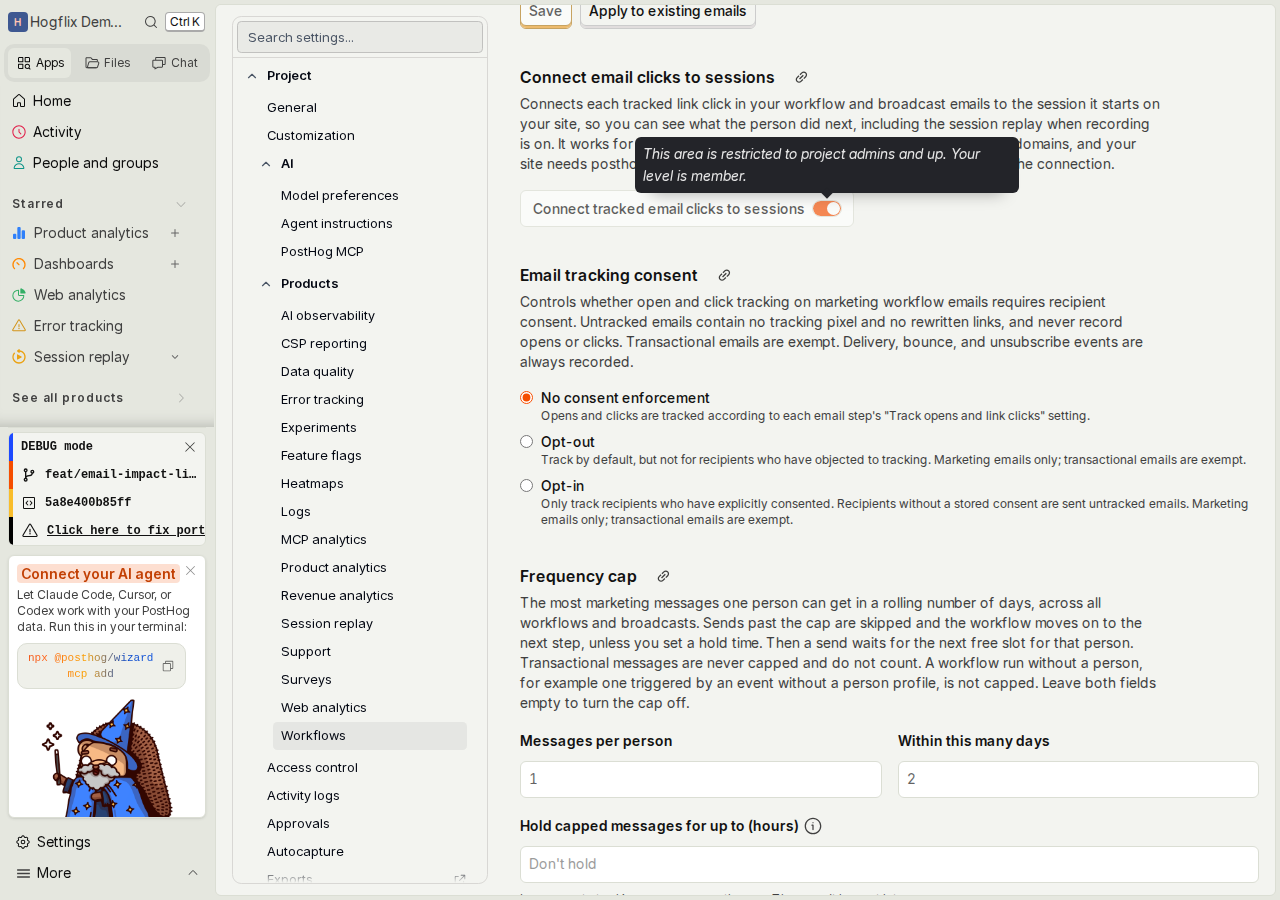 H Hogflix Dem... Ctrl K
Apps Files Chat
Home
Activity
People and groups
Starred
Product analytics
Dashboards
Web analytics
Error tracking
Session replay
See all products
DEBUG mode
feat/email-impact-li...
5a8e400b85ff
Click here to fix port
Connect your AI agent
Let Claude Code, Cursor, or
Codex work with your PostHog
data. Run this in your terminal:
npx @posthog/wizard
mcp add
Settings
More
Search settings...
Project
General
Customization
AI
Model preferences
Agent instructions
PostHog MCP
Products
AI observability
CSP reporting
Data quality
Error tracking
Experiments
Feature flags
Heatmaps
Logs
MCP analytics
Product analytics
Revenue analytics
Session replay
Support
Surveys
Web analytics
Workflows
Access control
Activity logs
Approvals
Autocapture
Exports
Save Apply to existing emails
Connect email clicks to sessions
Connects each tracked link click in your workflow and broadcast emails to the session it starts on
your site, so you can see what the person did next, including the session replay when recording
is on. It works for domains, and your
site needs the connection.
This area is restricted to project admins and up. Your
level is member.
Connect tracked email clicks to sessions
Email tracking consent
Controls whether open and click tracking on marketing workflow emails requires recipient
consent. Untracked emails contain no tracking pixel and no rewritten links, and never record
opens or clicks. Transactional emails are exempt. Delivery, bounce, and unsubscribe events are
always recorded.
No consent enforcement
Opens and clicks are tracked according to each email step's "Track opens and link clicks" setting.
Opt-out
Track by default, but not for recipients who have objected to tracking. Marketing emails only; transactional emails are exempt.
Opt-in
Only track recipients who have explicitly consented. Recipients without a stored consent are sent untracked emails. Marketing
emails only; transactional emails are exempt.
Frequency cap
The most marketing messages one person can get in a rolling number of days, across all
workflows and broadcasts. Sends past the cap are skipped and the workflow moves on to the
next step, unless you set a hold time. Then a send waits for the next free slot for that person.
Transactional messages are never capped and do not count. A workflow run without a person,
for example one triggered by an event without a person profile, is not capped. Leave both fields
empty to turn the cap off.
Messages per person Within this many days
1 2
Hold capped messages for up to (hours)
Don't hold